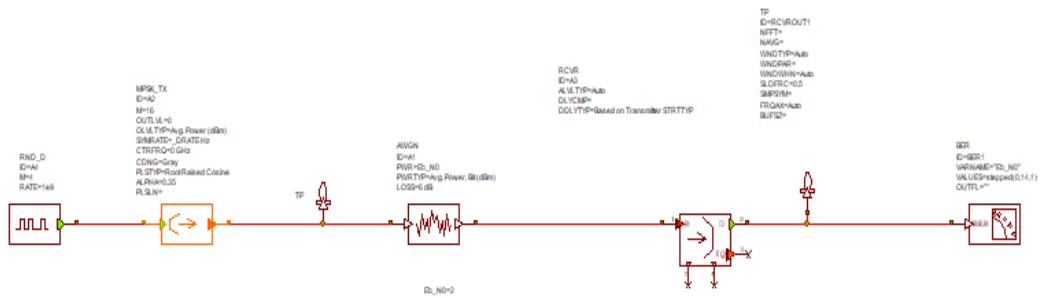 TP
ID=RCVROUT1
NFFT=
NAVG=
WNDTYP=Auto
WNDPAR=
WNDWHN=Auto
SLDFRC=0.5
SMPSYM=
FRQAX=Auto
BUFSZ=
RCVR
ID=A3
ALVLTYP=Auto
DLYCMP=
DDLYTYP=Based on Transmitter STRTTYP
MPSK_TX
ID=A2
M=16
OUTLVL=0
OLVLTYP=Avg. Power (dBm)
SYMRATE=_DRATE Hz
CTRFRQ=0 GHz
CDNG=Gray
PLSTYP=Root Raised Cosine
ALPHA=0.35
PLSLN=
AWGN
ID=A1
PWR=Eb_N0
PWRTYP=Avg. Power, Bit(dBm)
LOSS=6 dB
RND_D
ID=A4
M=4
RATE=1e9
BER
ID=BER1
VARNAME="Eb_N0"
VALUES=stepped(0,14,1)
OUTFL=""
TP
R
D
IQ
BER
Eb_N0=2